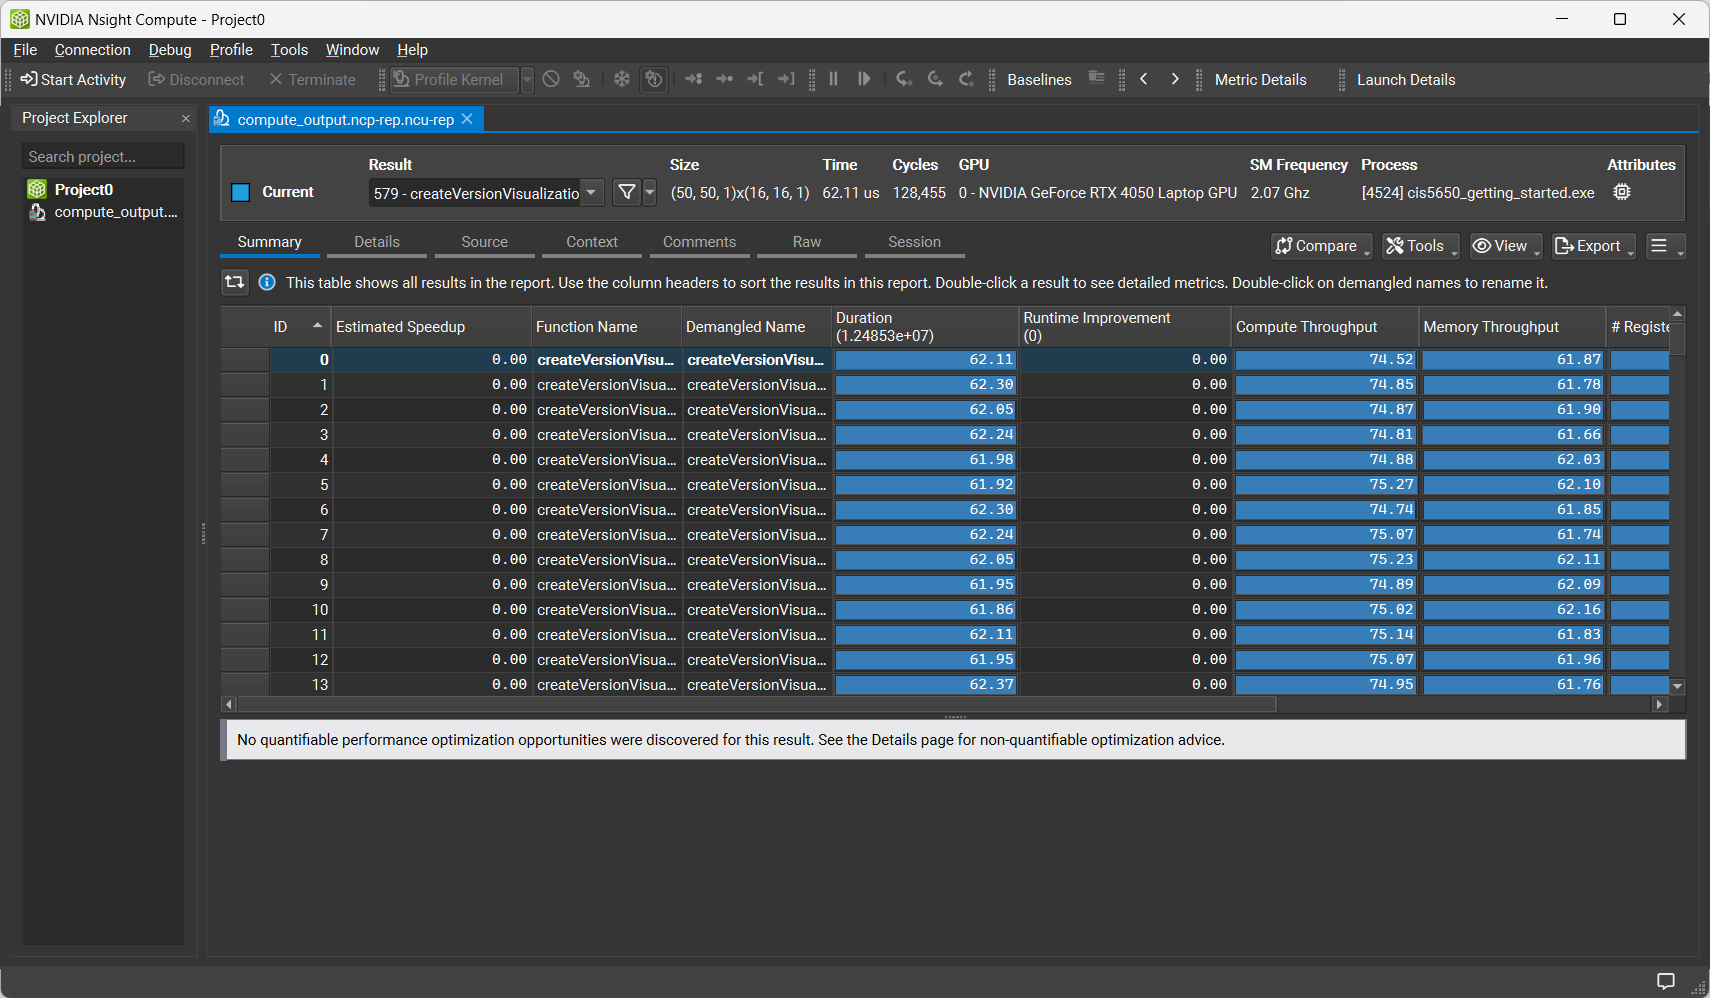 NVIDIA Nsight Compute - Project0
File Connection Debug Profile Tools Window Help
Start Activity Disconnect Terminate Profile Kernel Baselines Metric Details Launch Details
Project Explorer
compute_output.ncp-rep.ncu-rep
Search project...
Project0
compute_output....
Result Size Time Cycles GPU SM Frequency Process Attributes
Current 579 - createVersionVisualizatio (50, 50, 1)x(16, 16, 1) 62.11 us 128,455 0 - NVIDIA GeForce RTX 4050 Laptop GPU 2.07 Ghz [4524] cis5650_getting_started.exe
Summary Details Source Context Comments Raw Session Compare Tools View Export
This table shows all results in the report. Use the column headers to sort the results in this report. Double-click a result to see detailed metrics. Double-click on demangled names to rename it.
ID Estimated Speedup Function Name Demangled Name Duration (1.24853e+07) Runtime Improvement (0) Compute Throughput Memory Throughput # Registe
0 0.00 createVersionVisu... createVersionVisu... 62.11 0.00 74.52 61.87
1 0.00 createVersionVisua... createVersionVisua... 62.30 0.00 74.85 61.78
2 0.00 createVersionVisua... createVersionVisua... 62.05 0.00 74.87 61.90
3 0.00 createVersionVisua... createVersionVisua... 62.24 0.00 74.81 61.66
4 0.00 createVersionVisua... createVersionVisua... 61.98 0.00 74.88 62.03
5 0.00 createVersionVisua... createVersionVisua... 61.92 0.00 75.27 62.10
6 0.00 createVersionVisua... createVersionVisua... 62.30 0.00 74.74 61.85
7 0.00 createVersionVisua... createVersionVisua... 62.24 0.00 75.07 61.74
8 0.00 createVersionVisua... createVersionVisua... 62.05 0.00 75.23 62.11
9 0.00 createVersionVisua... createVersionVisua... 61.95 0.00 74.89 62.09
10 0.00 createVersionVisua... createVersionVisua... 61.86 0.00 75.02 62.16
11 0.00 createVersionVisua... createVersionVisua... 62.11 0.00 75.14 61.83
12 0.00 createVersionVisua... createVersionVisua... 61.95 0.00 75.07 61.96
13 0.00 createVersionVisua... createVersionVisua... 62.37 0.00 74.95 61.76
No quantifiable performance optimization opportunities were discovered for this result. See the Details page for non-quantifiable optimization advice.